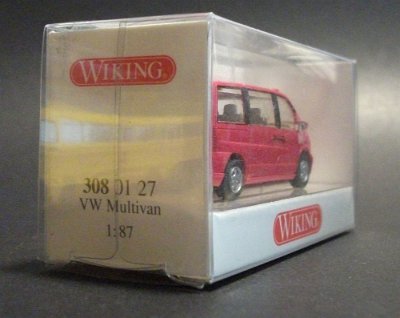 WIKING
308 01 27
VW Multivan
1:87
WIKING